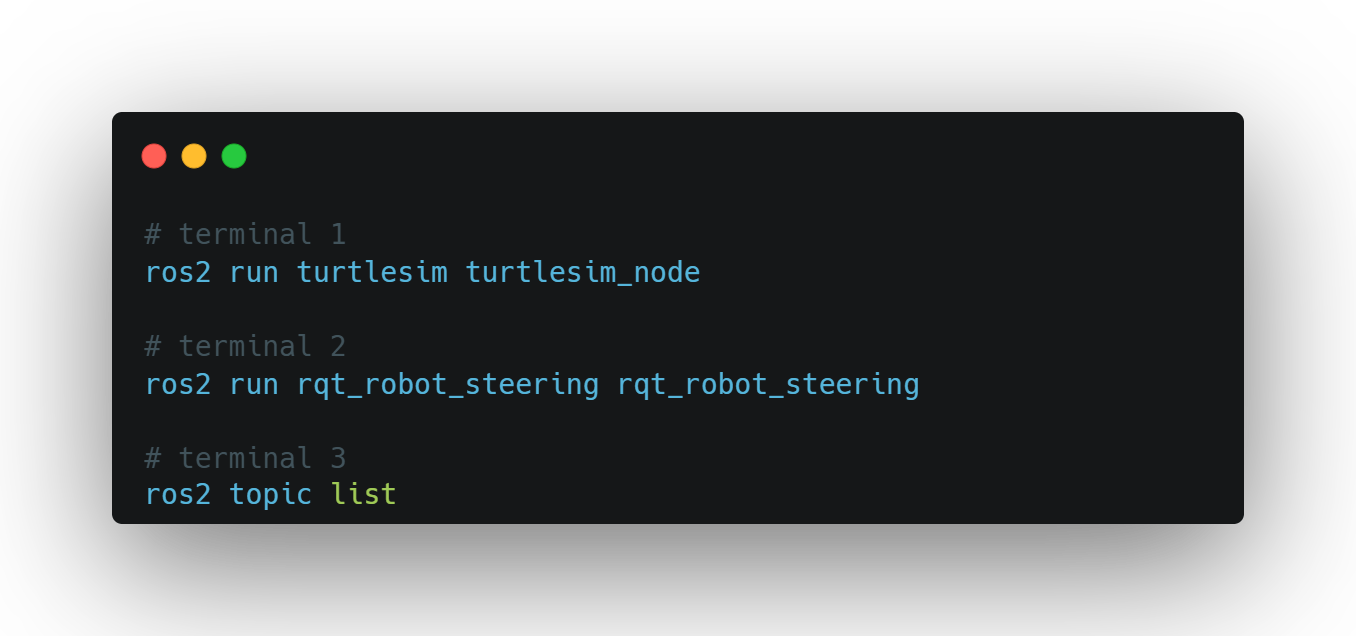 # terminal 1
ros2 run turtlesim turtlesim_node
# terminal 2
ros2 run rqt_robot_steering rqt_robot_steering
# terminal 3
ros2 topic list